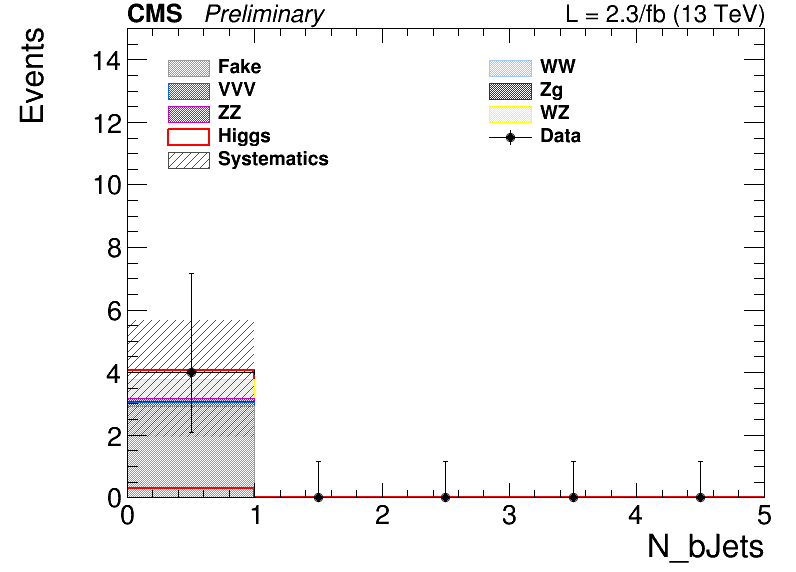 CMS Preliminary L = 2.3/fb (13 TeV)
Events
14
12
10
8
6
4
2
0
Fake WW
VVV Zg
ZZ WZ
Higgs Data
Systematics
0 1 2 3 4 5
N_bJets